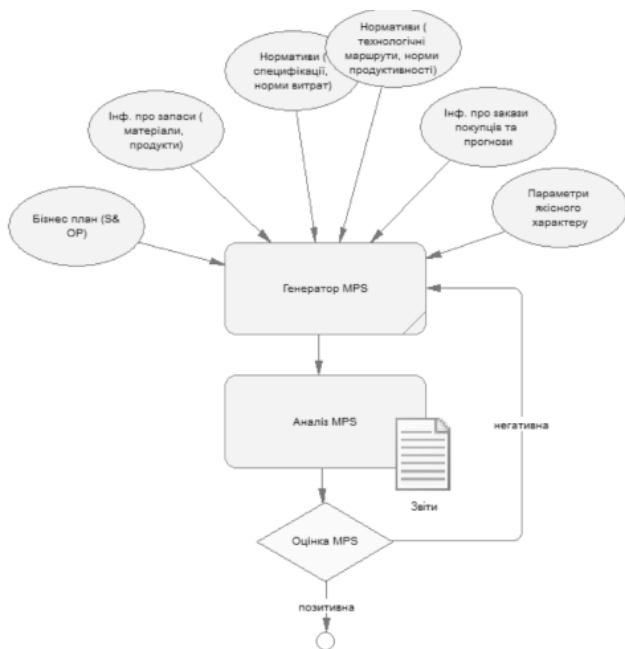 Нормативи (
технологічні
маршрути, норми
продуктивності)
Нормативи (
специфікації,
норми витрат)
Інф. про запаси (
матеріали,
продукти)
Інф. про закази
покупців та
прогнози
Бізнес план (S&
OP)
Параметри
якісного
характеру
Генератор MPS
Аналіз MPS
негативна
Звіти
Оцінка MPS
позитивна